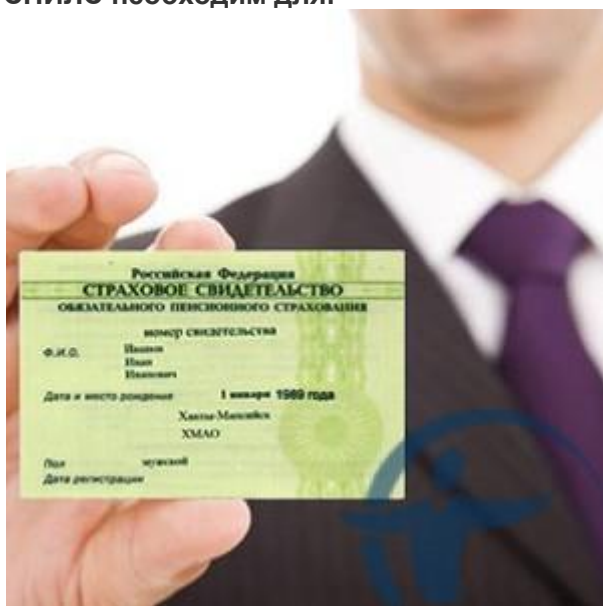 СНИЛС необходим для:
Российская Федерация
СТРАХОВОЕ СВИДЕТЕЛЬСТВО
ОБЯЗАТЕЛЬНОГО ПЕНСИОННОГО СТРАХОВАНИЯ
номер свидетельства
Ф.И.О.
Иван
Иванович
Дата и место рождения 1 января 1989 года
Ханты-Мансийск
ХМАО
Пол мужской
Дата регистрации